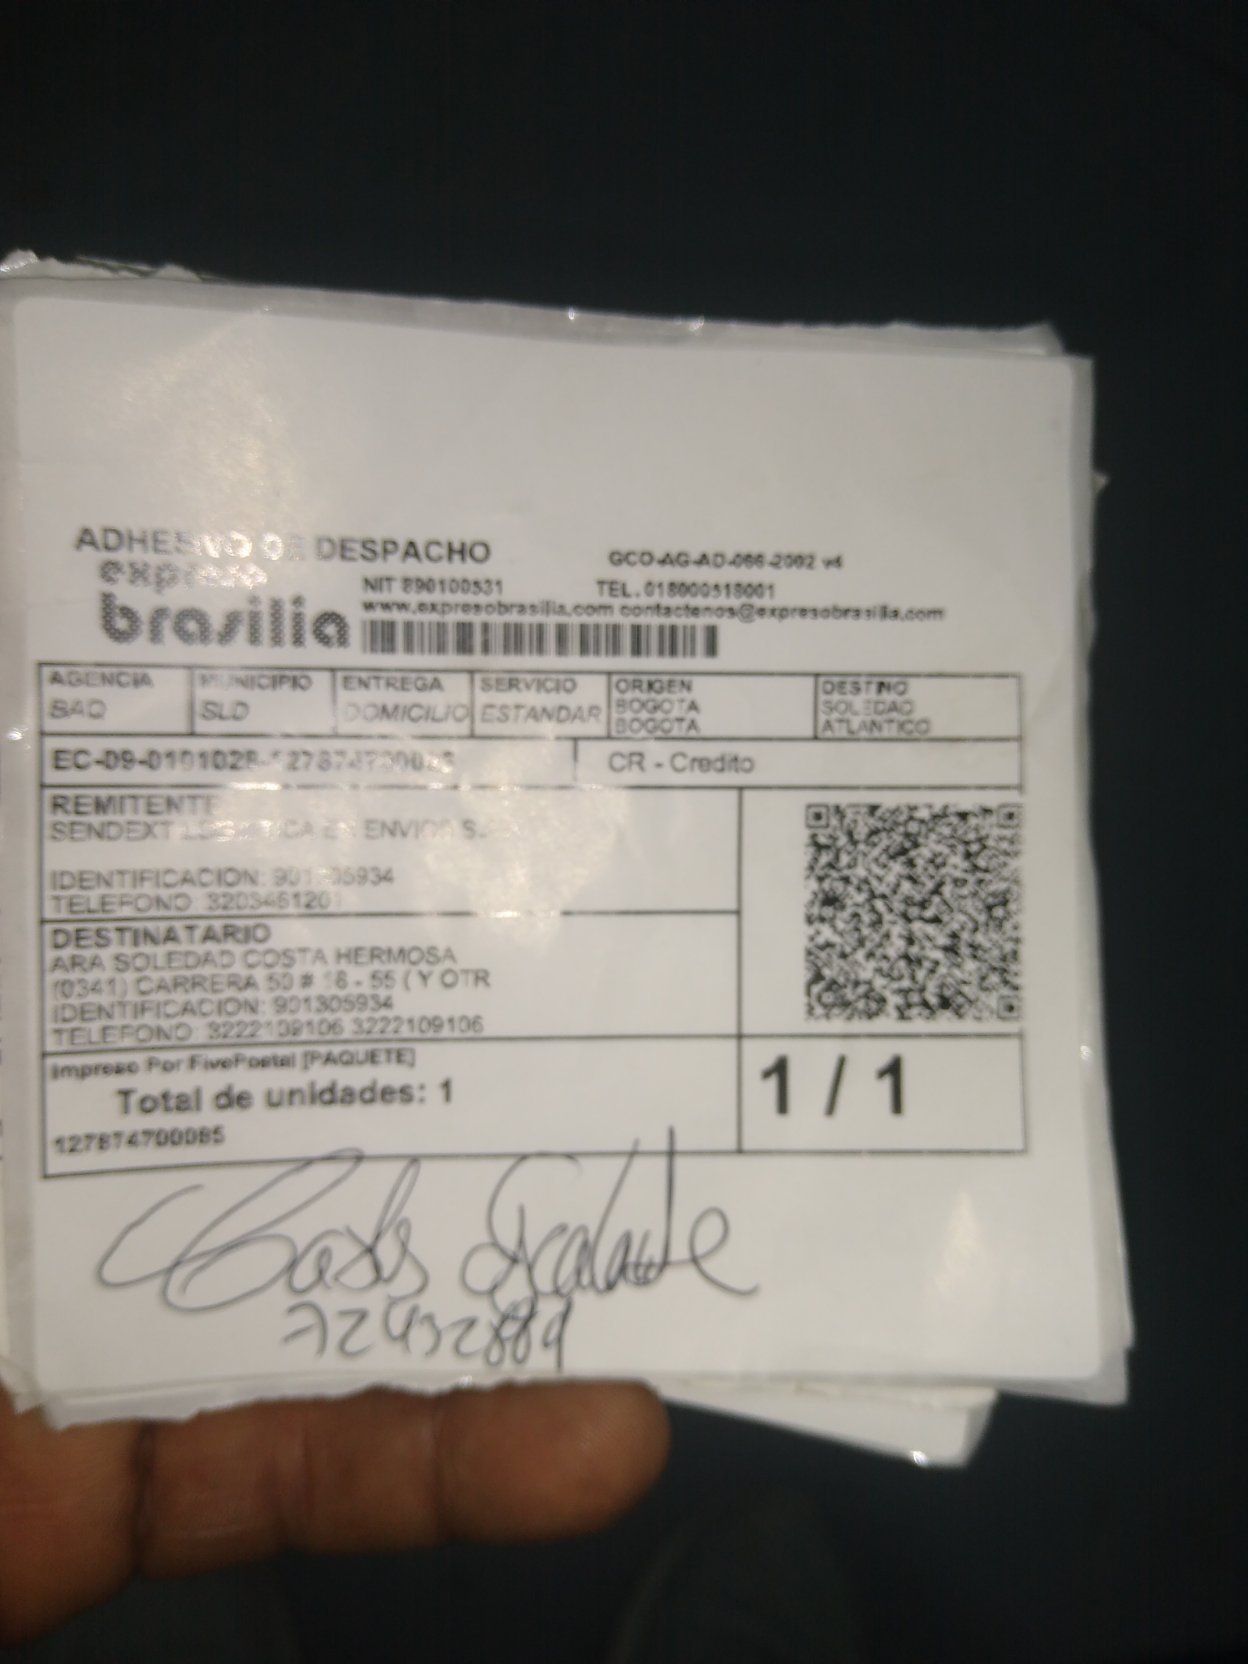 ADHESIVO DE DESPACHO
GCO-AG-AD-066-2002 v4
expreso
brasilia
NIT 890100531 TEL. 018000518001
www.expresobrasilia.com contactenos@expresobrasilia.com
AGENCIA MUNICIPIO ENTREGA SERVICIO ORIGEN DESTINO
BAQ SLD DOMICILIO ESTANDAR BOGOTA SOLEDAD
BOGOTA ATLANTICO
CR - Credito
REMITENTE
SENDEXT ENVIOS
IDENTIFICACION:
TELEFONO:
DESTINATARIO
ARA SOLEDAD COSTA HERMOSA
(0341) CARRERA 50 # 18 - 55 ( Y OTR
IDENTIFICACION: 901305934
TELEFONO: 3222109106 3222109106
Impreso Por FivePostal [PAQUETE]
Total de unidades: 1
1 / 1
127874700085